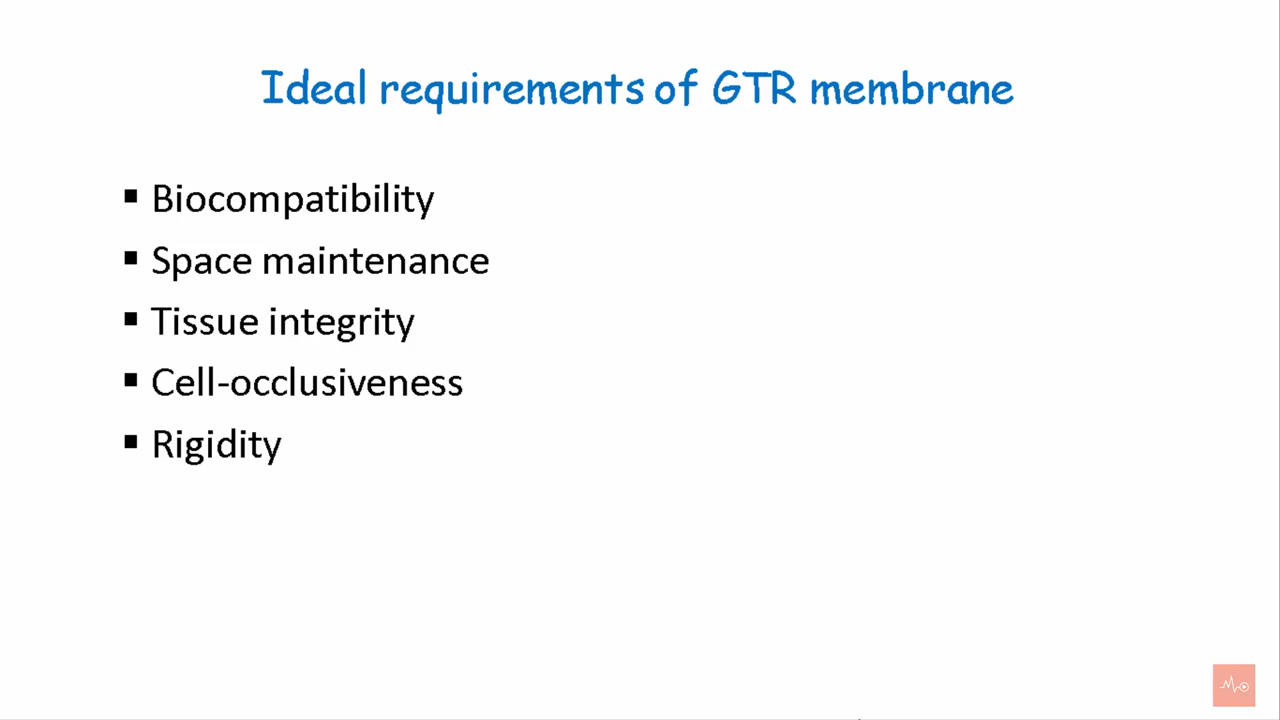 Ideal requirements of GTR membrane
▪ Biocompatibility
▪ Space maintenance
▪ Tissue integrity
▪ Cell-occlusiveness
▪ Rigidity